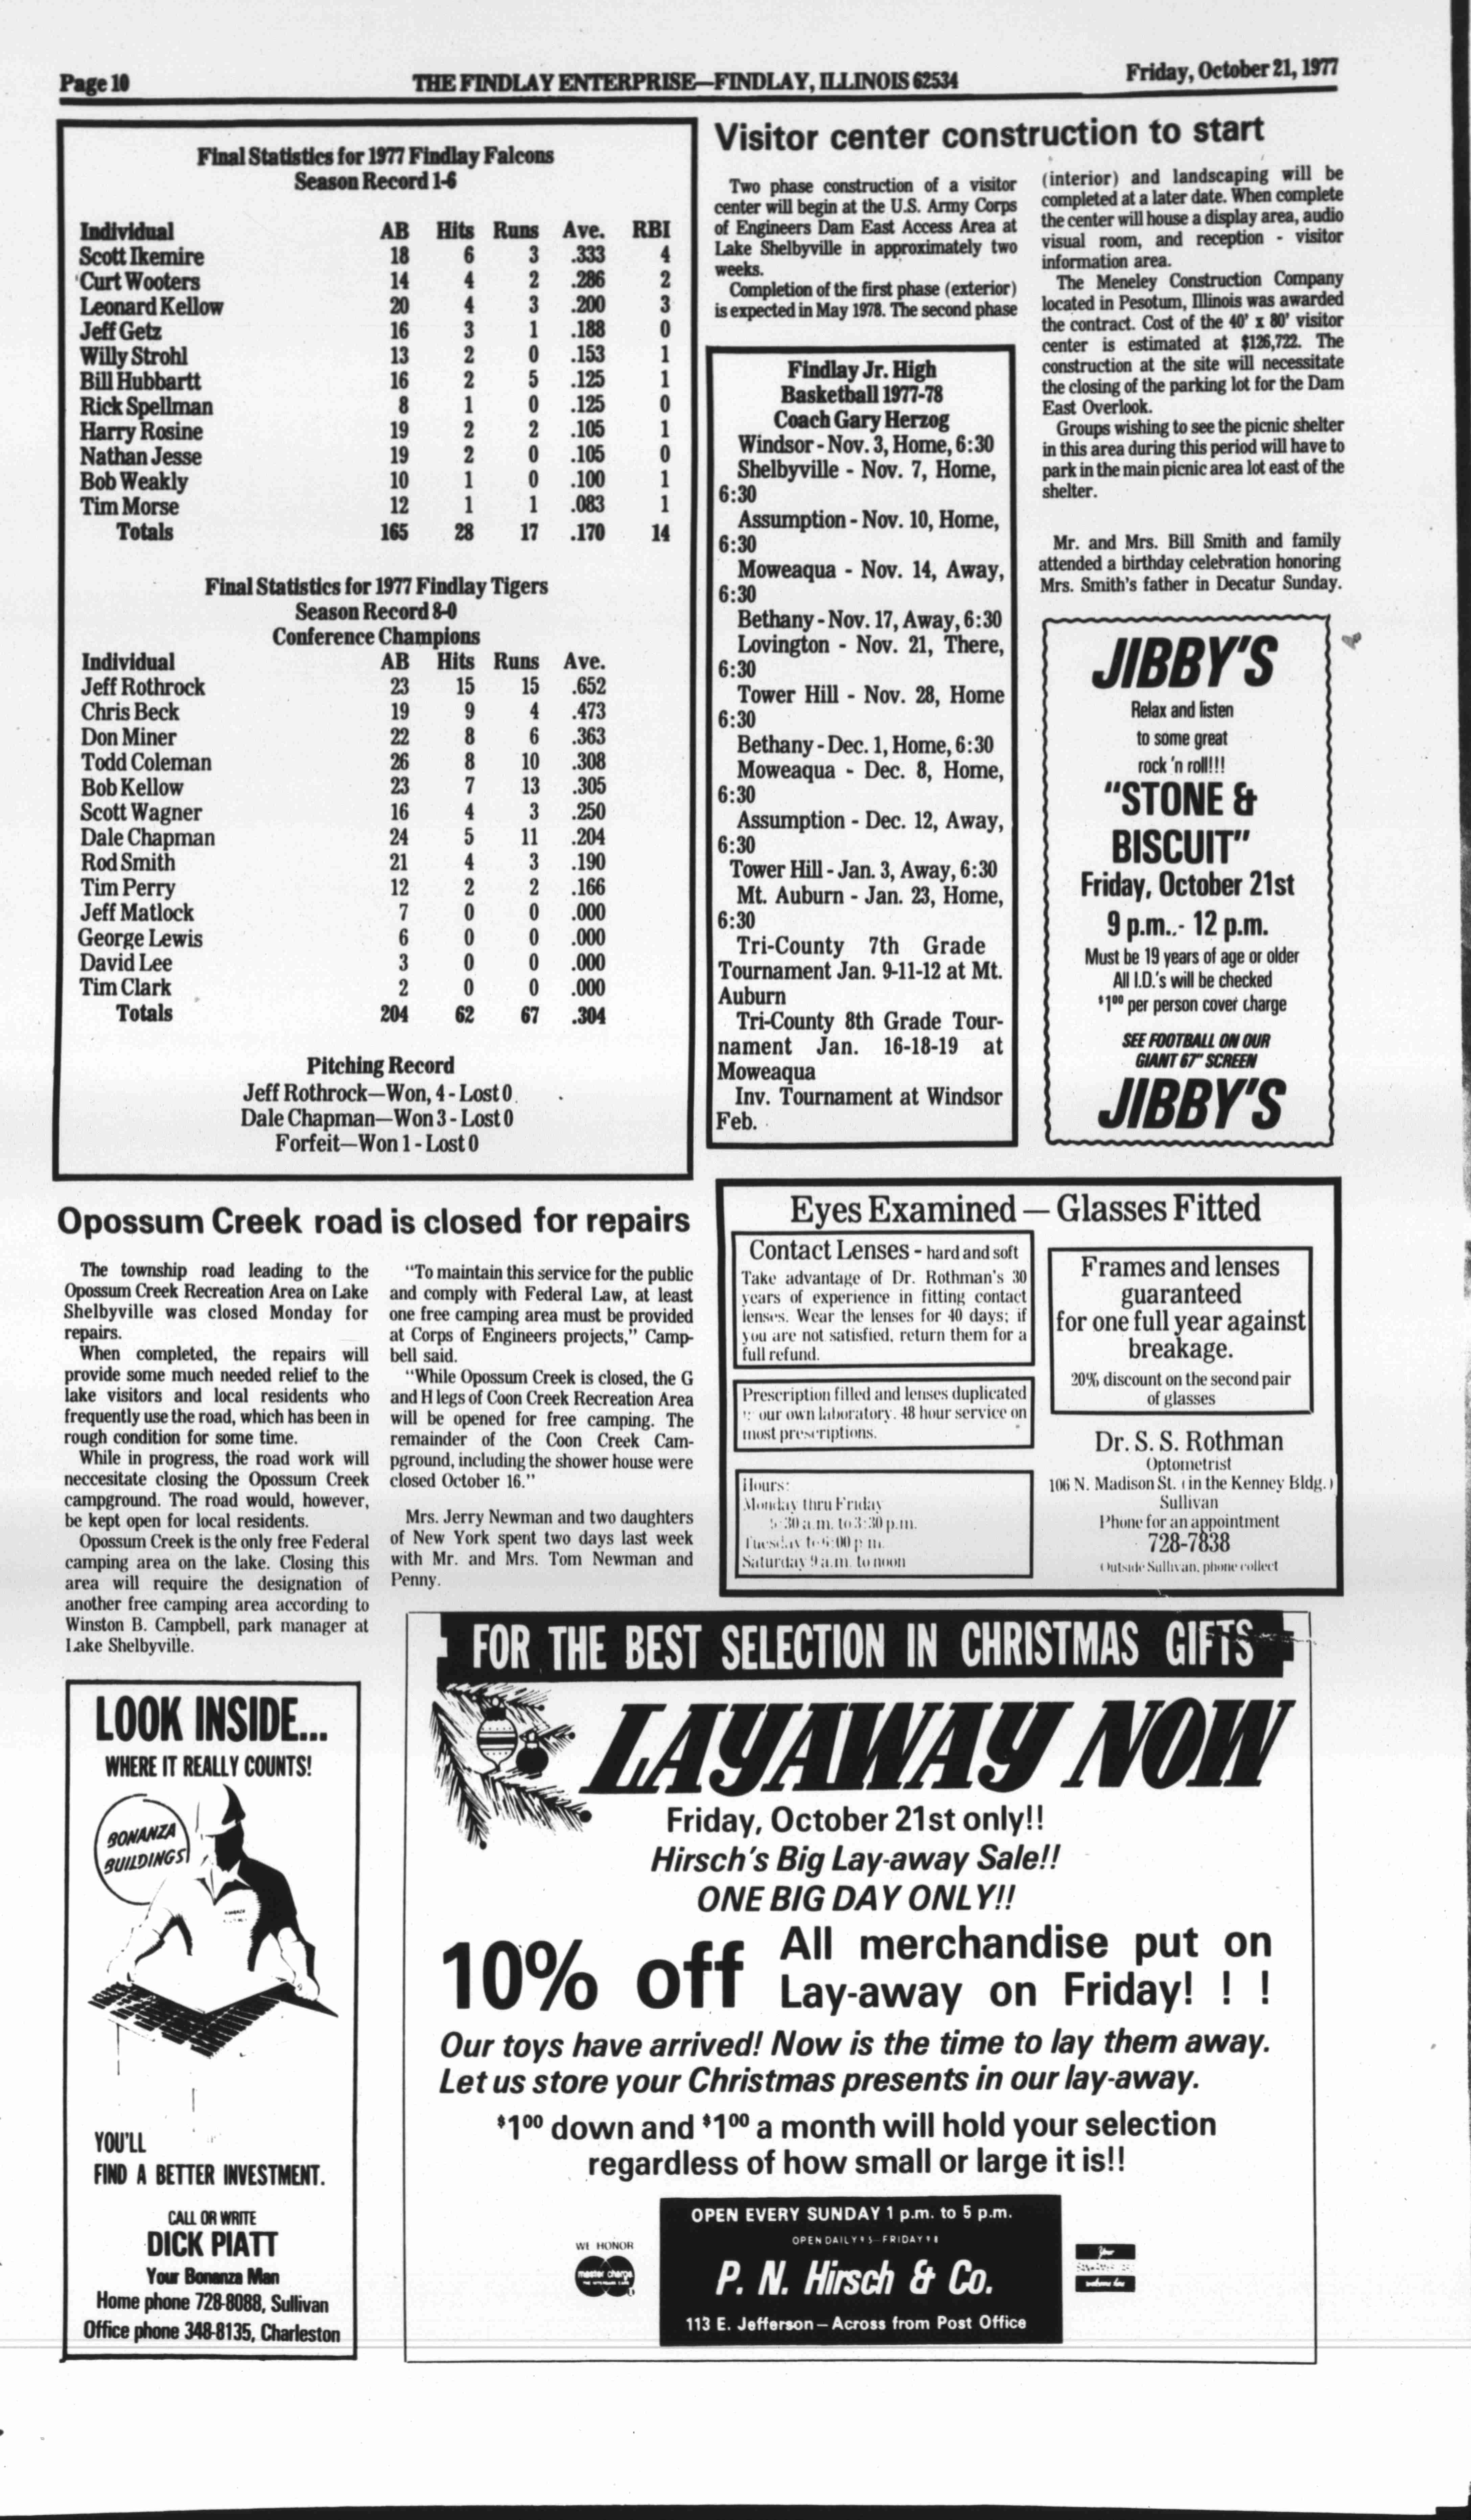 Page 10
THE FINDLAY ENTERPRISE—FINDLAY, ILLINOIS 62534
Friday, October 21, 1977
Final Statistics for 1977 Findlay Falcons
Season Record 1-6
Individual AB Hits Runs Ave. RBI
Scott Ikemire 18 6 3 .333 4
Curt Wooters 14 4 2 .286 2
Leonard Kellow 20 4 3 .200 3
Jeff Getz 16 3 1 .188 0
Willy Strohl 13 2 0 .153 1
Bill Hubbartt 16 2 5 .125 1
Rick Spellman 8 1 0 .125 0
Harry Rosine 19 2 2 .105 1
Nathan Jesse 19 2 0 .105 0
Bob Weakly 10 1 0 .100 1
Tim Morse 12 1 1 .083 1
Totals 165 28 17 .170 14
Final Statistics for 1977 Findlay Tigers
Season Record 8-0
Conference Champions
Individual AB Hits Runs Ave.
Jeff Rothrock 23 15 15 .652
Chris Beck 19 9 4 .473
Don Miner 22 8 6 .363
Todd Coleman 26 8 10 .308
Bob Kellow 23 7 13 .305
Scott Wagner 16 4 3 .250
Dale Chapman 24 5 11 .204
Rod Smith 21 4 3 .190
Tim Perry 12 2 2 .166
Jeff Matlock 7 0 0 .000
George Lewis 6 0 0 .000
David Lee 3 0 0 .000
Tim Clark 2 0 0 .000
Totals 204 62 67 .304
Pitching Record
Jeff Rothrock—Won, 4 - Lost 0
Dale Chapman—Won 3 - Lost 0
Forfeit—Won 1 - Lost 0
Visitor center construction to start
Two phase construction of a visitor
center will begin at the U.S. Army Corps
of Engineers Dam East Access Area at
Lake Shelbyville in approximately two
weeks.
Completion of the first phase (exterior)
is expected in May 1978. The second phase
(interior) and landscaping will be
completed at a later date. When complete
the center will house a display area, audio
visual room, and reception - visitor
information area.
The Meneley Construction Company
located in Pesotum, Illinois was awarded
the contract. Cost of the 40' x 80' visitor
center is estimated at $126,722. The
construction at the site will necessitate
the closing of the parking lot for the Dam
East Overlook.
Groups wishing to see the picnic shelter
in this area during this period will have to
park in the main picnic area lot east of the
shelter.
Mr. and Mrs. Bill Smith and family
attended a birthday celebration honoring
Mrs. Smith's father in Decatur Sunday.
Findlay Jr. High
Basketball 1977-78
Coach Gary Herzog
Windsor - Nov. 3, Home, 6:30
Shelbyville - Nov. 7, Home,
6:30
Assumption - Nov. 10, Home,
6:30
Moweaqua - Nov. 14, Away,
6:30
Bethany - Nov. 17, Away, 6:30
Lovington - Nov. 21, There,
6:30
Tower Hill - Nov. 28, Home
6:30
Bethany - Dec. 1, Home, 6:30
Moweaqua - Dec. 8, Home,
6:30
Assumption - Dec. 12, Away,
6:30
Tower Hill - Jan. 3, Away, 6:30
Mt. Auburn - Jan. 23, Home,
6:30
Tri-County 7th Grade
Tournament Jan. 9-11-12 at Mt.
Auburn
Tri-County 8th Grade Tour-
nament Jan. 16-18-19 at
Moweaqua
Inv. Tournament at Windsor
Feb.
JIBBY'S
Relax and listen
to some great
rock 'n roll!!!
"STONE &
BISCUIT"
Friday, October 21st
9 p.m..- 12 p.m.
Must be 19 years of age or older
All I.D.'s will be checked
$1⁰⁰ per person cover charge
SEE FOOTBALL ON OUR
GIANT 67" SCREEN
JIBBY'S
Opossum Creek road is closed for repairs
The township road leading to the
Opossum Creek Recreation Area on Lake
Shelbyville was closed Monday for
repairs.
When completed, the repairs will
provide some much needed relief to the
lake visitors and local residents who
frequently use the road, which has been in
rough condition for some time.
While in progress, the road work will
neccesitate closing the Opossum Creek
campground. The road would, however,
be kept open for local residents.
Opossum Creek is the only free Federal
camping area on the lake. Closing this
area will require the designation of
another free camping area according to
Winston B. Campbell, park manager at
Lake Shelbyville.
"To maintain this service for the public
and comply with Federal Law, at least
one free camping area must be provided
at Corps of Engineers projects," Camp-
bell said.
"While Opossum Creek is closed, the G
and H legs of Coon Creek Recreation Area
will be opened for free camping. The
remainder of the Coon Creek Cam-
pground, including the shower house were
closed October 16."
Mrs. Jerry Newman and two daughters
of New York spent two days last week
with Mr. and Mrs. Tom Newman and
Penny.
Eyes Examined — Glasses Fitted
Contact Lenses - hard and soft
Take advantage of Dr. Rothman's 30
years of experience in fitting contact
lenses. Wear the lenses for 40 days; if
you are not satisfied, return them for a
full refund.
Prescription filled and lenses duplicated
our own laboratory. 48 hour service on
most prescriptions.
Hours:
Monday thru Friday
:30 a.m. to 3:30 p.m.
Tuesday to :00 p.m.
Saturday 9 a.m. to noon
Frames and lenses
guaranteed
for one full year against
breakage.
20% discount on the second pair
of glasses
Dr. S. S. Rothman
Optometrist
106 N. Madison St. (in the Kenney Bldg.)
Sullivan
Phone for an appointment
728-7838
Outside Sullivan, phone collect
LOOK INSIDE...
WHERE IT REALLY COUNTS!
BONANZA
BUILDINGS
YOU'LL
FIND A BETTER INVESTMENT.
CALL OR WRITE
DICK PIATT
Your Bonanza Man
Home phone 728-8088, Sullivan
Office phone 348-8135, Charleston
FOR THE BEST SELECTION IN CHRISTMAS GIFTS
LAYAWAY NOW
Friday, October 21st only!!
Hirsch's Big Lay-away Sale!!
ONE BIG DAY ONLY!!
10% off All merchandise put on
Lay-away on Friday! ! !
Our toys have arrived! Now is the time to lay them away.
Let us store your Christmas presents in our lay-away.
$1⁰⁰ down and $1⁰⁰ a month will hold your selection
regardless of how small or large it is!!
WE HONOR
master charge
OPEN EVERY SUNDAY 1 p.m. to 5 p.m.
OPEN DAILY 9 5—FRIDAY 9 8
P. N. Hirsch & Co.
113 E. Jefferson — Across from Post Office